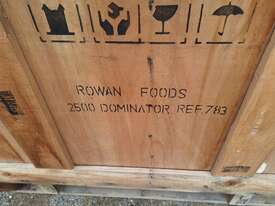 ROWAN FOODS
2500 DOMINATOR REF.783